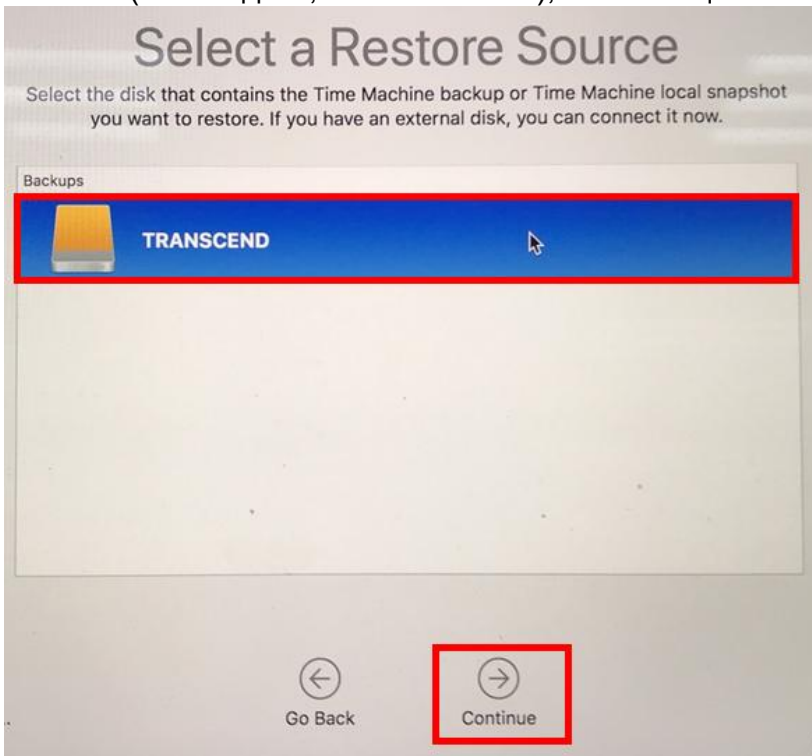 Select a Restore Source
Select the disk that contains the Time Machine backup or Time Machine local snapshot
you want to restore. If you have an external disk, you can connect it now.
Backups
TRANSCEND
Go Back
Continue